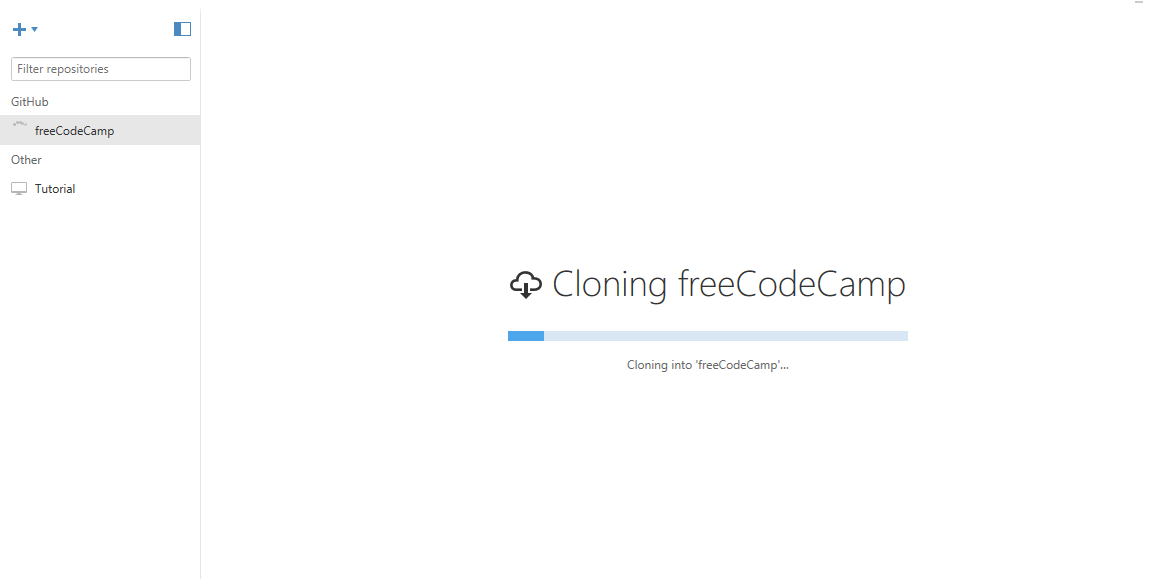 Filter repositories
GitHub
freeCodeCamp
Other
Tutorial
Cloning freeCodeCamp
Cloning into 'freeCodeCamp'...